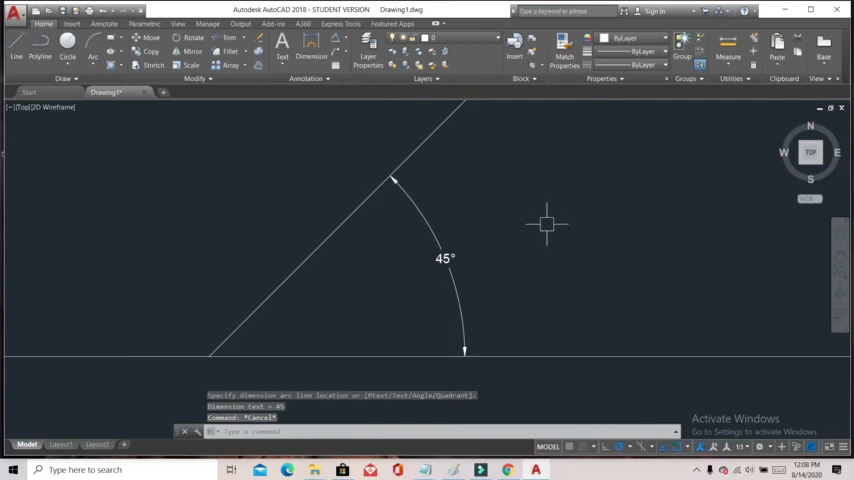 Autodesk AutoCAD 2020 - STUDENT VERSION Drawing1.dwg
Type a keyword or phrase
Sign In
Home Insert Annotate Parametric View Manage Output Add-ins A360 Express Tools Featured Apps
Line Polyline Circle Arc
Move Rotate Trim
Copy Mirror Fillet
Stretch Scale Array
Text Dimension
Layer Properties
0
Insert
Match Properties
ByLayer
ByLayer
ByLayer
Group
Measure
Paste
Base
Draw Modify Annotation Layers Block Properties Groups Utilities Clipboard View
Start Drawing1*
[−][Top][2D Wireframe]
N
W TOP E
S
WCS
45°
Specify dimension arc line location or [Mtext/Text/Angle/Quadrant]:
Dimension text = 45
Command: *Cancel*
Type a command
Activate Windows
Go to Settings to activate Windows.
Model Layout1 Layout2
MODEL 1:1
Type here to search
12:08 PM
8/14/2020